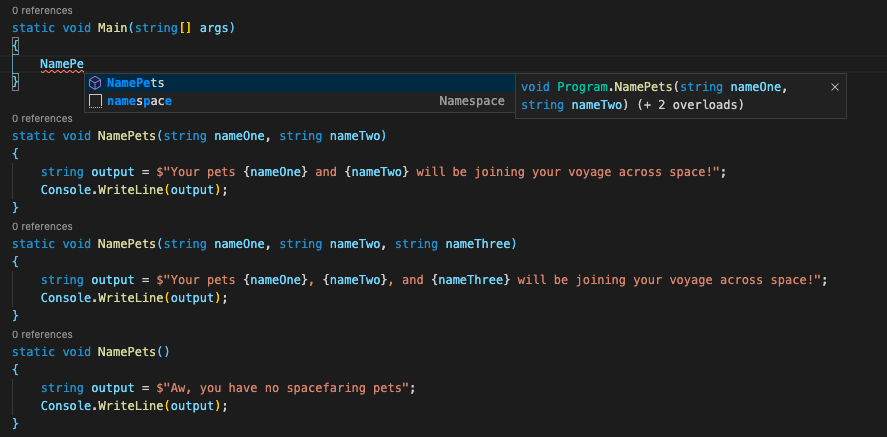 0 references
static void Main(string[] args)
{
NamePe
}
NamePets
namespace Namespace
void Program.NamePets(string nameOne,
string nameTwo) (+ 2 overloads)
0 references
static void NamePets(string nameOne, string nameTwo)
{
string output = $"Your pets {nameOne} and {nameTwo} will be joining your voyage across space!";
Console.WriteLine(output);
}
0 references
static void NamePets(string nameOne, string nameTwo, string nameThree)
{
string output = $"Your pets {nameOne}, {nameTwo}, and {nameThree} will be joining your voyage across space!";
Console.WriteLine(output);
}
0 references
static void NamePets()
{
string output = $"Aw, you have no spacefaring pets";
Console.WriteLine(output);
}